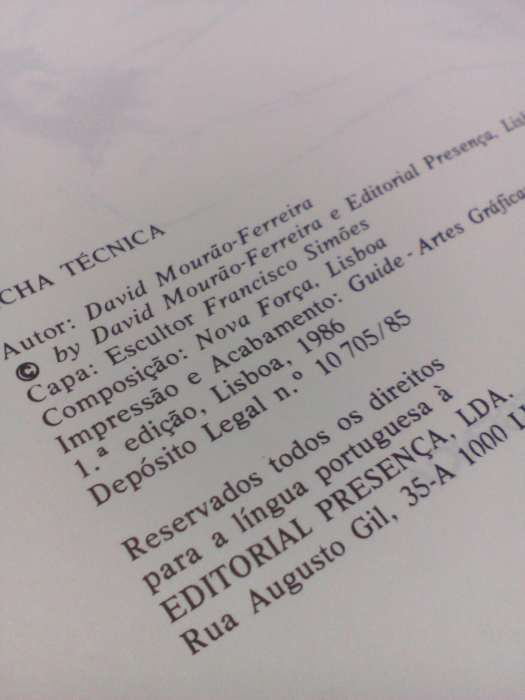 CHA TÉCNICA
Autor: David Mourão-Ferreira
© by David Mourão-Ferreira e Editorial Presença, Lisb
Capa: Escultor Francisco Simões
Composição: Nova Força, Lisboa
Impressão e Acabamento: Guide - Artes Gráfica
1.ª edição, Lisboa, 1986
Depósito Legal n.º 10 705/85
Reservados todos os direitos
para a língua portuguesa à
EDITORIAL PRESENÇA, LDA.
Rua Augusto Gil, 35-A 1000 L